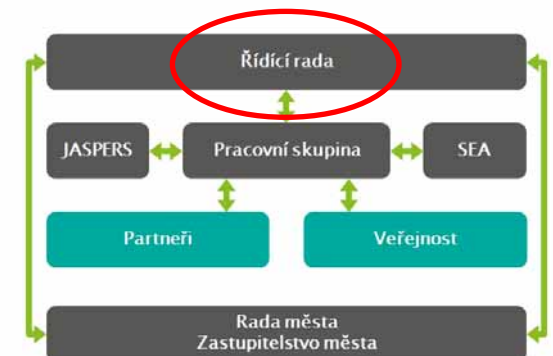 Řídící rada
JASPERS
Pracovní skupina
SEA
Partneři
Veřejnost
Rada města
Zastupitelstvo města